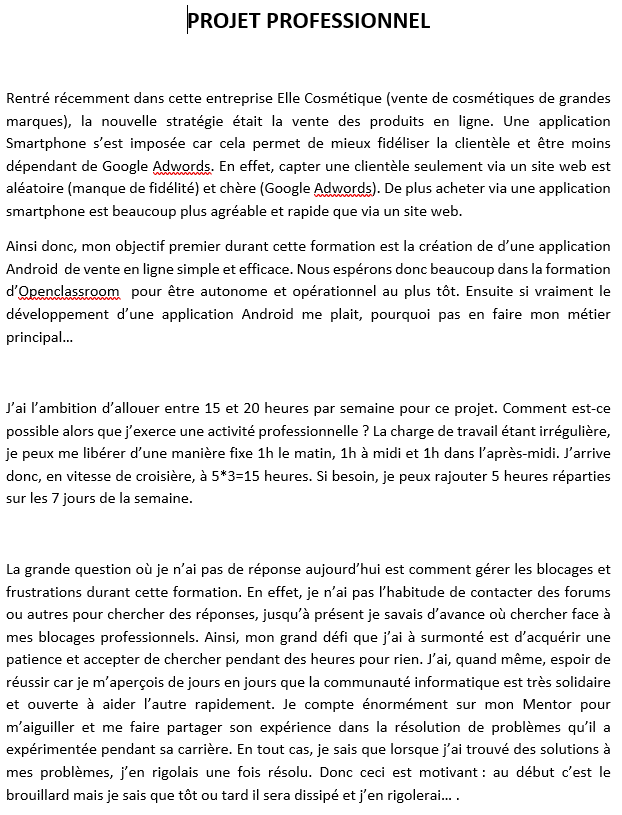 PROJET PROFESSIONNEL
Rentré récemment dans cette entreprise Elle Cosmétique (vente de cosmétiques de grandes
marques), la nouvelle stratégie était la vente des produits en ligne. Une application
Smartphone s’est imposée car cela permet de mieux fidéliser la clientèle et être moins
dépendant de Google Adwords. En effet, capter une clientèle seulement via un site web est
aléatoire (manque de fidélité) et chère (Google Adwords). De plus acheter via une application
smartphone est beaucoup plus agréable et rapide que via un site web.
Ainsi donc, mon objectif premier durant cette formation est la création de d’une application
Android de vente en ligne simple et efficace. Nous espérons donc beaucoup dans la formation
d’Openclassroom pour être autonome et opérationnel au plus tôt. Ensuite si vraiment le
développement d’une application Android me plait, pourquoi pas en faire mon métier
principal…
J’ai l’ambition d’allouer entre 15 et 20 heures par semaine pour ce projet. Comment est-ce
possible alors que j’exerce une activité professionnelle ? La charge de travail étant irrégulière,
je peux me libérer d’une manière fixe 1h le matin, 1h à midi et 1h dans l’après-midi. J’arrive
donc, en vitesse de croisière, à 5*3=15 heures. Si besoin, je peux rajouter 5 heures réparties
sur les 7 jours de la semaine.
La grande question où je n’ai pas de réponse aujourd’hui est comment gérer les blocages et
frustrations durant cette formation. En effet, je n’ai pas l’habitude de contacter des forums
ou autres pour chercher des réponses, jusqu’à présent je savais d’avance où chercher face à
mes blocages professionnels. Ainsi, mon grand défi que j’ai à surmonté est d’acquérir une
patience et accepter de chercher pendant des heures pour rien. J’ai, quand même, espoir de
réussir car je m’aperçois de jours en jours que la communauté informatique est très solidaire
et ouverte à aider l’autre rapidement. Je compte énormément sur mon Mentor pour
m’aiguiller et me faire partager son expérience dans la résolution de problèmes qu’il a
expérimentée pendant sa carrière. En tout cas, je sais que lorsque j’ai trouvé des solutions à
mes problèmes, j’en rigolais une fois résolu. Donc ceci est motivant : au début c’est le
brouillard mais je sais que tôt ou tard il sera dissipé et j’en rigolerai… .